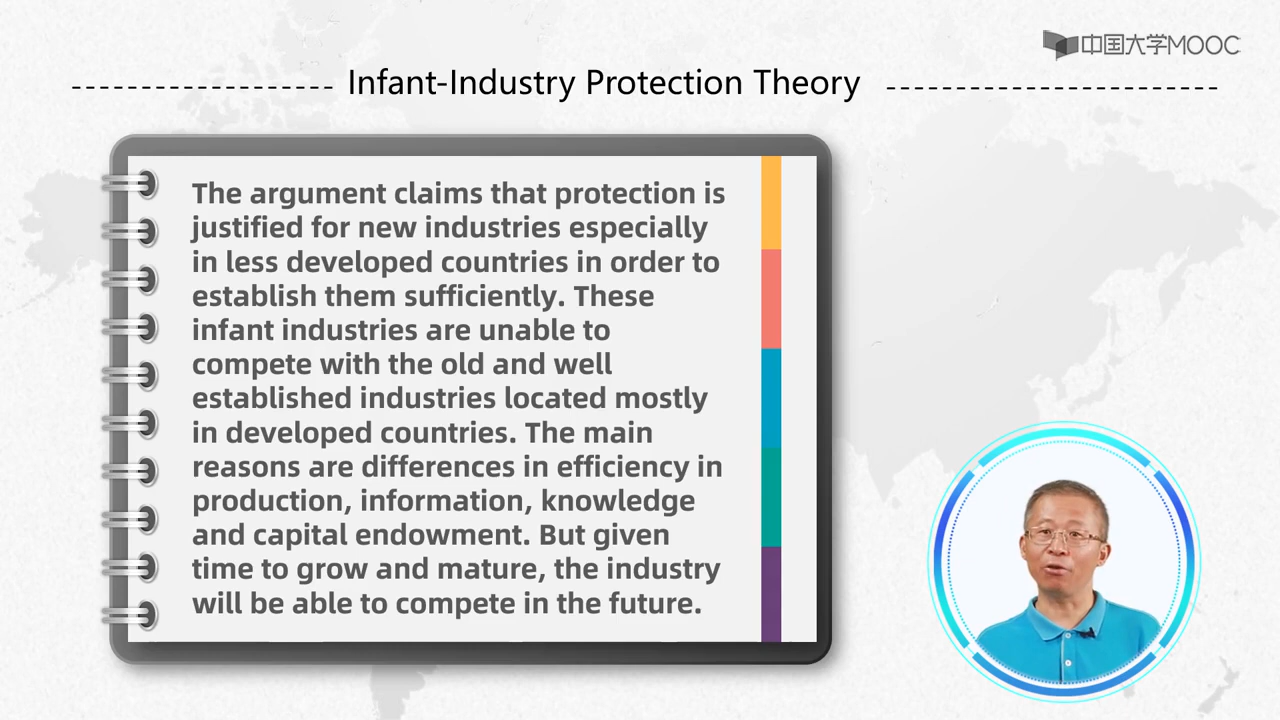 中国大学MOOC
Infant-Industry Protection Theory
The argument claims that protection is
justified for new industries especially
in less developed countries in order to
establish them sufficiently. These
infant industries are unable to
compete with the old and well
established industries located mostly
in developed countries. The main
reasons are differences in efficiency in
production, information, knowledge
and capital endowment. But given
time to grow and mature, the industry
will be able to compete in the future.